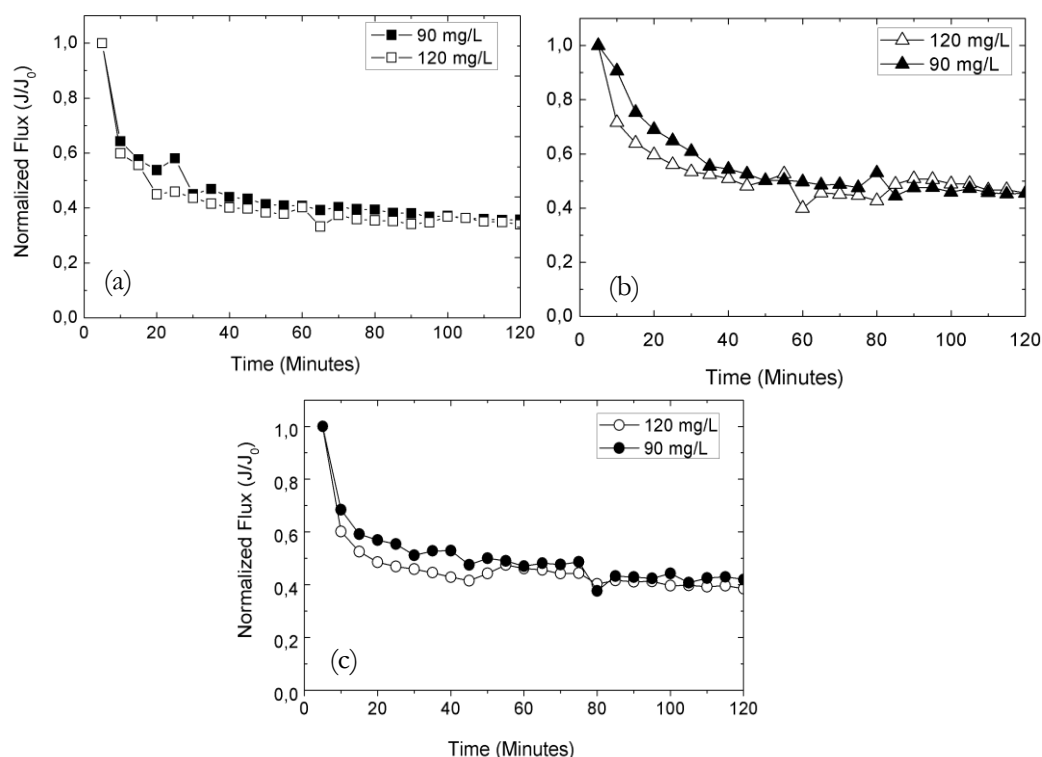 1,0
0,8
0,6
0,4
0,2
0,0
Normalized Flux (J/J₀)
90 mg/L
120 mg/L
(a)
0 20 40 60 80 100 120
Time (Minutes)
1,0
0,8
0,6
0,4
0,2
0,0
120 mg/L
90 mg/L
(b)
0 20 40 60 80 100 120
Time (Minutes)
1,0
0,8
0,6
0,4
0,2
0,0
Normalized Flux (J/J₀)
120 mg/L
90 mg/L
(c)
20 40 60 80 100 120
Time (Minutes)